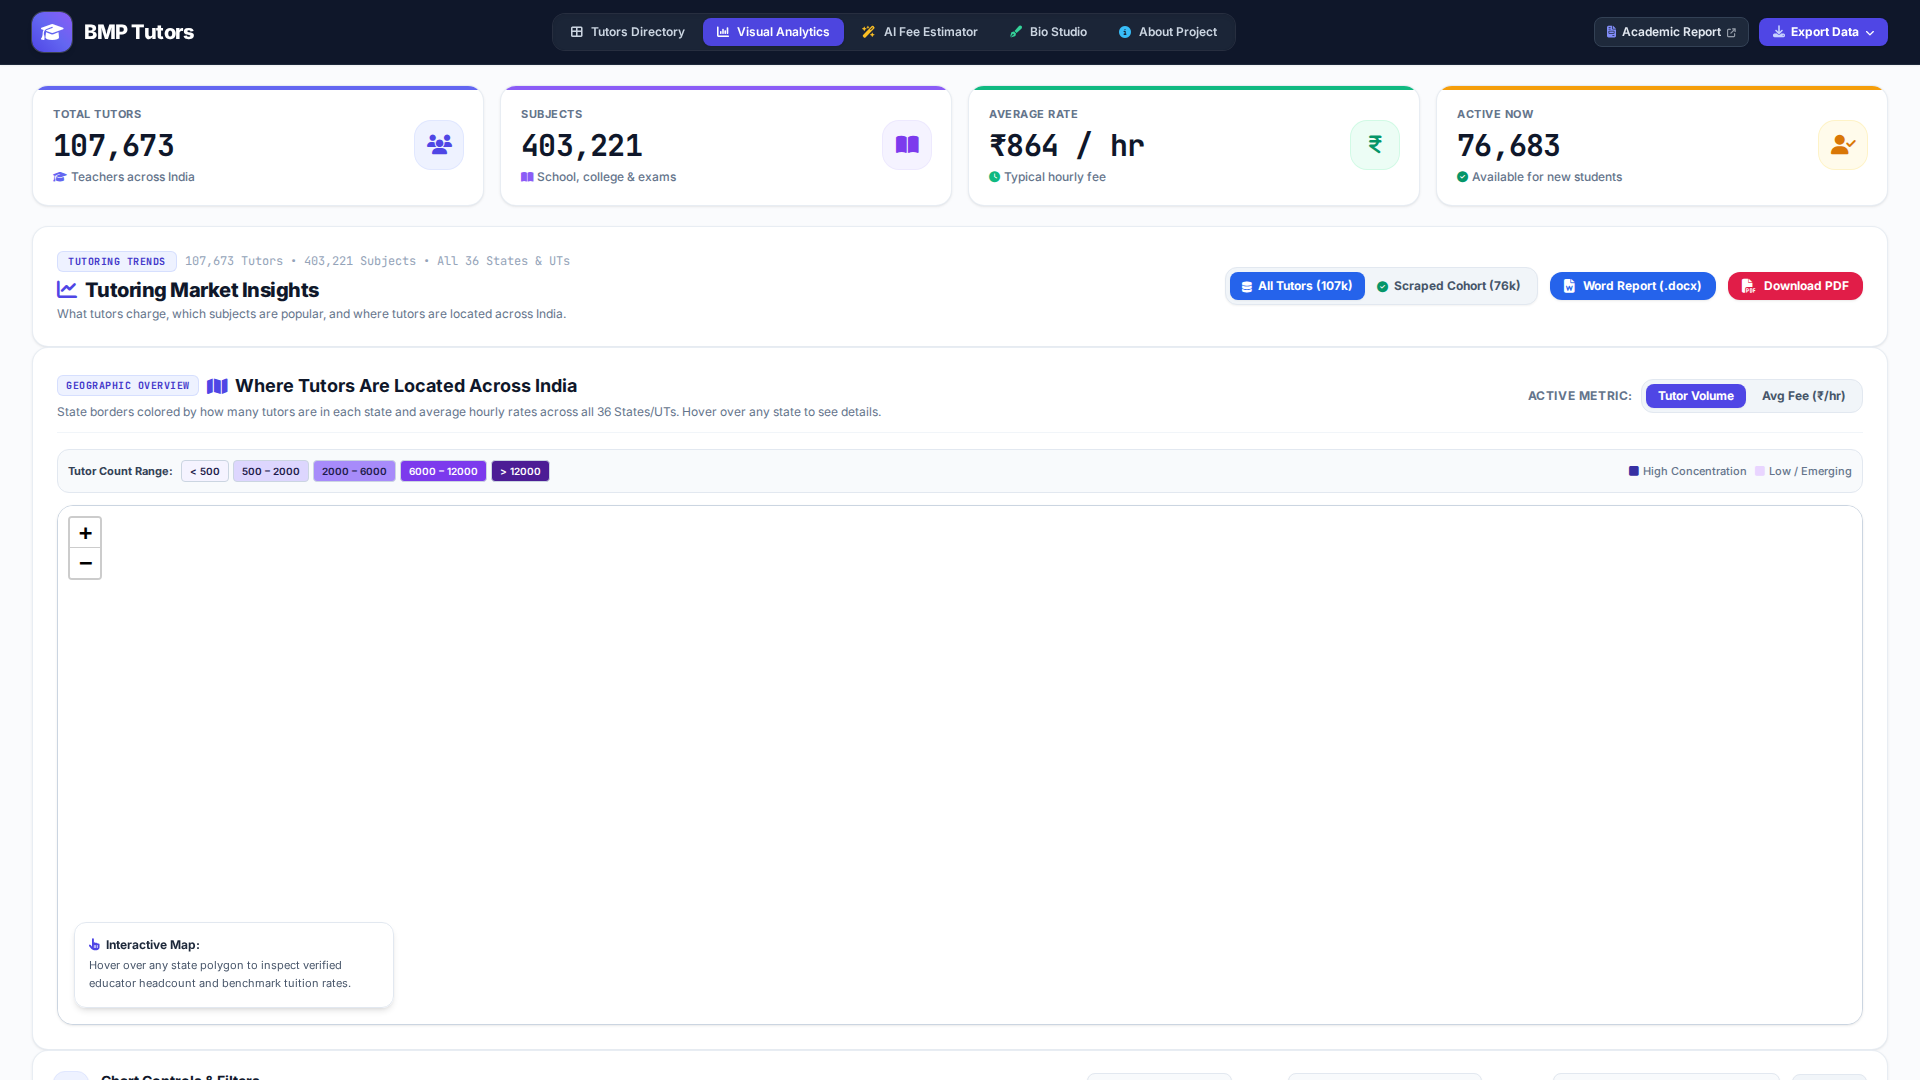 BMP Tutors
Tutors Directory
Visual Analytics
AI Fee Estimator
Bio Studio
About Project
Academic Report
Export Data
TOTAL TUTORS
107,673
Teachers across India
SUBJECTS
403,221
School, college & exams
AVERAGE RATE
₹864 / hr
Typical hourly fee
ACTIVE NOW
76,683
Available for new students
TUTORING TRENDS
107,673 Tutors • 403,221 Subjects • All 36 States & UTs
Tutoring Market Insights
What tutors charge, which subjects are popular, and where tutors are located across India.
All Tutors (107k)
Scraped Cohort (76k)
Word Report (.docx)
Download PDF
GEOGRAPHIC OVERVIEW
Where Tutors Are Located Across India
State borders colored by how many tutors are in each state and average hourly rates across all 36 States/UTs. Hover over any state to see details.
ACTIVE METRIC:
Tutor Volume
Avg Fee (₹/hr)
Tutor Count Range:
< 500
500 – 2000
2000 – 6000
6000 – 12000
> 12000
High Concentration
Low / Emerging
+
−
Interactive Map:
Hover over any state polygon to inspect verified
educator headcount and benchmark tuition rates.
Chart Controls & Filters